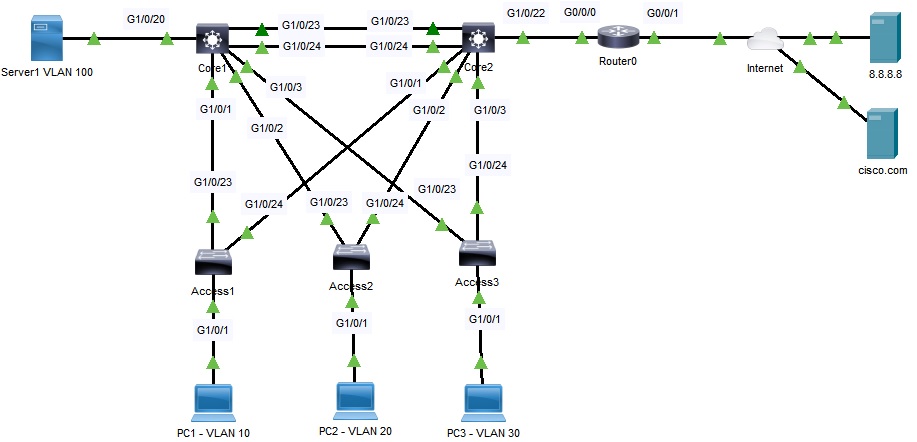 G1/0/20
G1/0/23
G1/0/23
G1/0/22
G0/0/0
G0/0/1
G1/0/24
G1/0/24
Server1 VLAN 100
Core1
Core2
Router0
Internet
8.8.8.8
G1/0/3
G1/0/1
G1/0/1
G1/0/2
G1/0/2
G1/0/3
G1/0/24
cisco.com
G1/0/23
G1/0/23
G1/0/24
G1/0/23
G1/0/24
Access1
Access2
Access3
G1/0/1
G1/0/1
G1/0/1
PC1 - VLAN 10
PC2 - VLAN 20
PC3 - VLAN 30